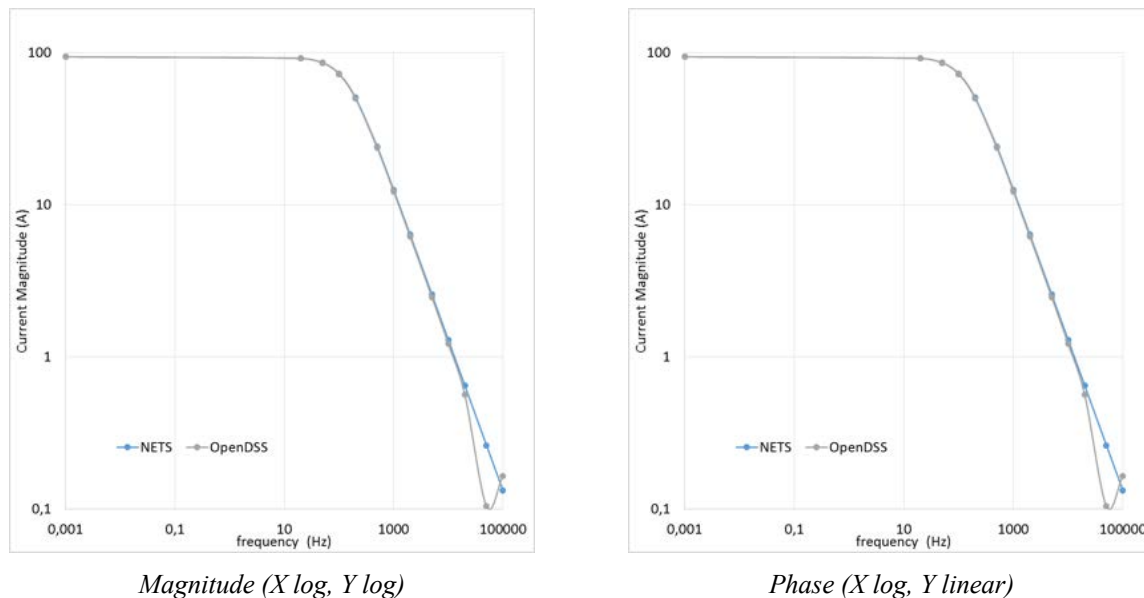 100
10
1
0,1
Current Magnitude (A)
NETS OpenDSS
0,001 0,1 10 1000 100000
frequency (Hz)
Magnitude (X log, Y log)
100
10
1
0,1
Current Magnitude (A)
NETS OpenDSS
0,001 0,1 10 1000 100000
frequency (Hz)
Phase (X log, Y linear)